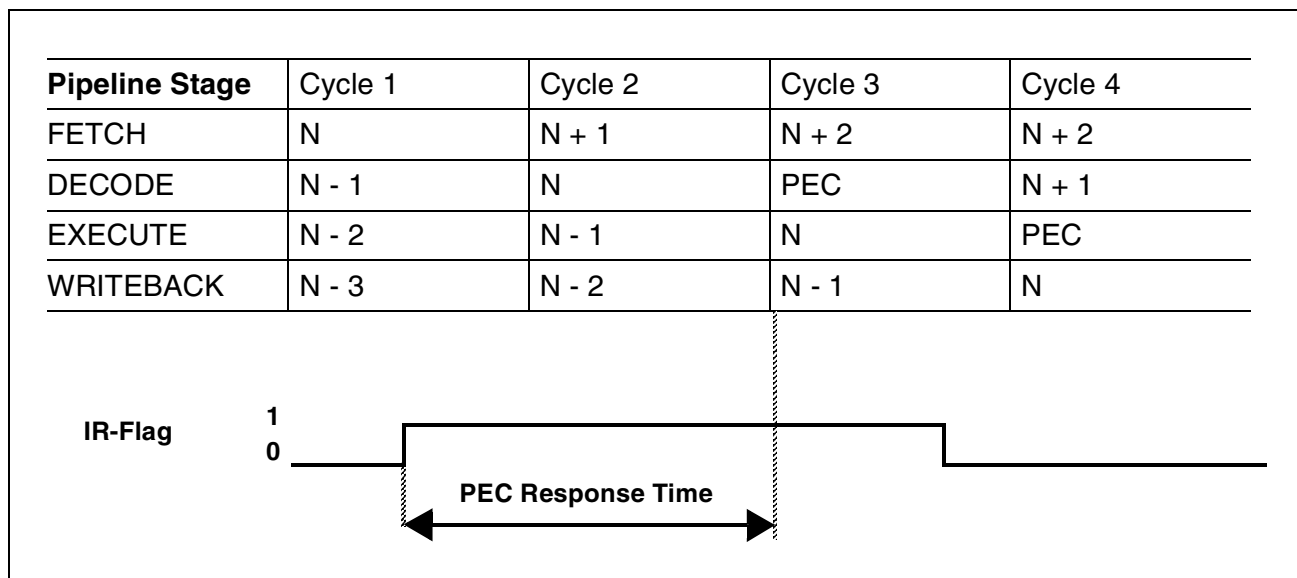 Pipeline Stage Cycle 1 Cycle 2 Cycle 3 Cycle 4
FETCH N N + 1 N + 2 N + 2
DECODE N - 1 N PEC N + 1
EXECUTE N - 2 N - 1 N PEC
WRITEBACK N - 3 N - 2 N - 1 N
IR-Flag 1
0
PEC Response Time